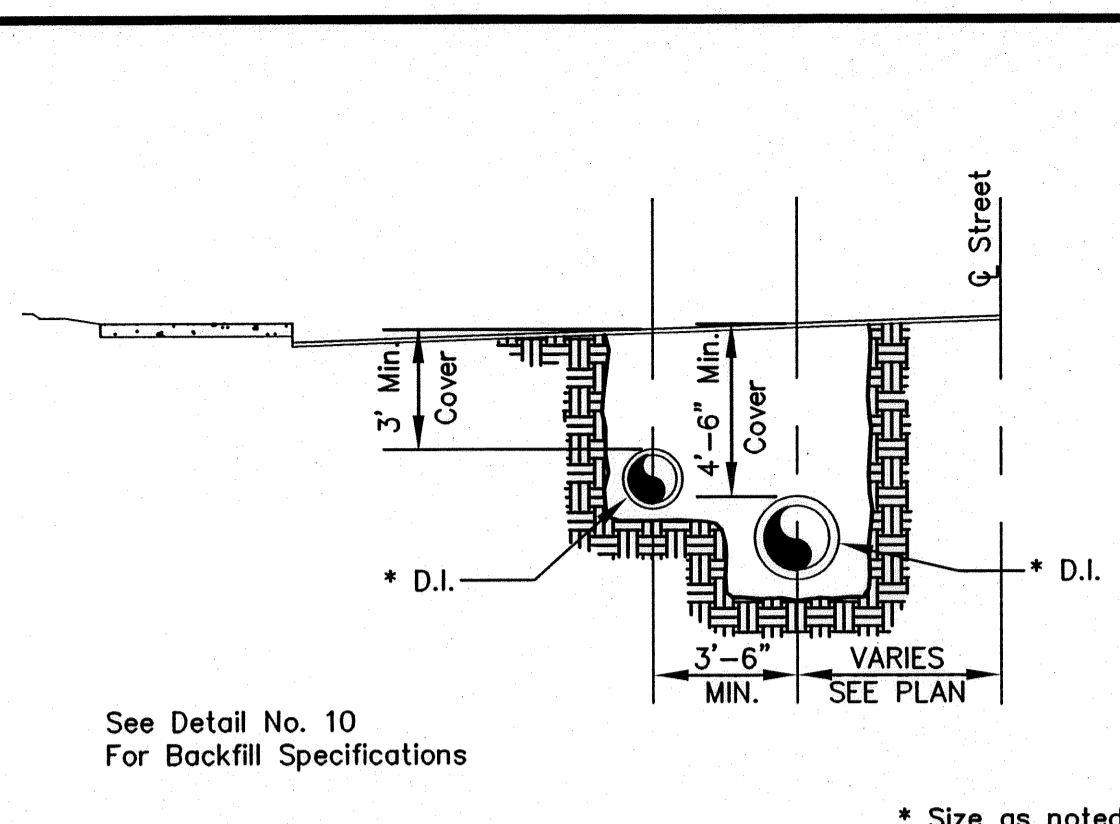 ℄ Street
3' Min.
Cover
4'-6" Min.
Cover
* D.I.
* D.I.
3'-6"
MIN.
VARIES
SEE PLAN
See Detail No. 10
For Backfill Specifications
* Size as noted